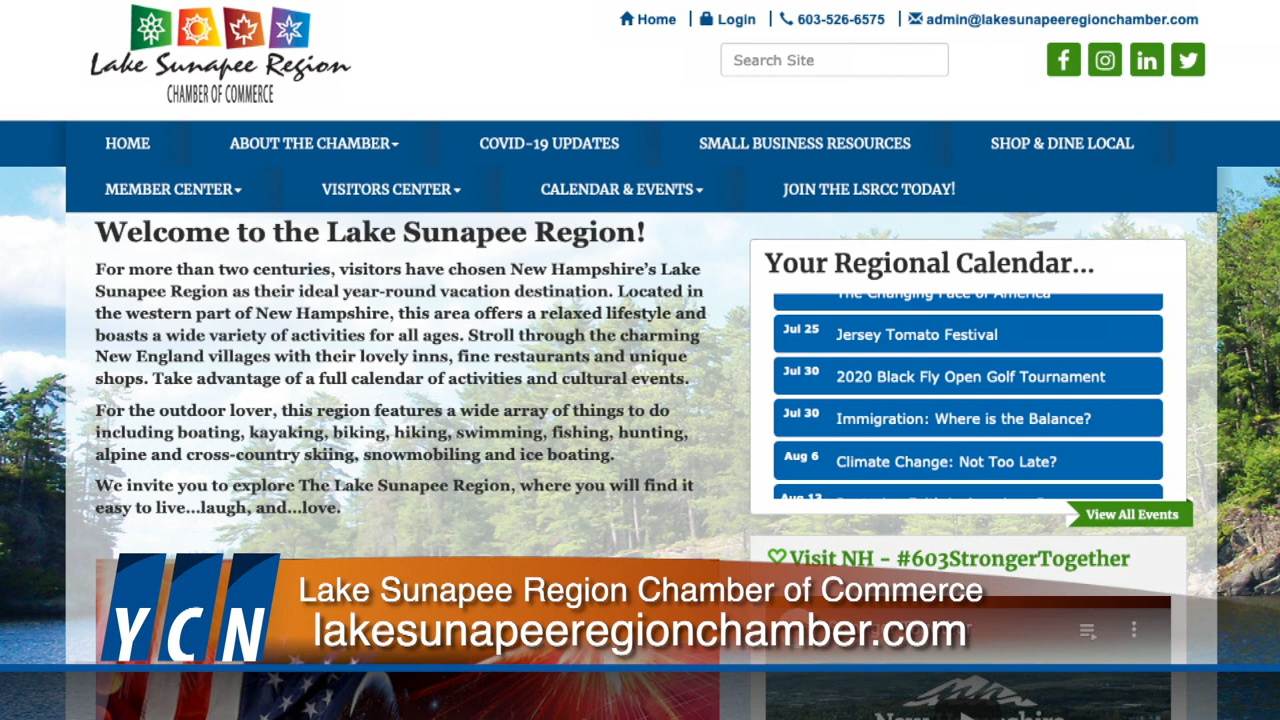 Lake Sunapee Region
CHAMBER OF COMMERCE
Home
Login
603-526-6575
admin@lakesunapeeregionchamber.com
Search Site
HOME
ABOUT THE CHAMBER
COVID-19 UPDATES
SMALL BUSINESS RESOURCES
SHOP & DINE LOCAL
MEMBER CENTER
VISITORS CENTER
CALENDAR & EVENTS
JOIN THE LSRCC TODAY!
Welcome to the Lake Sunapee Region!
For more than two centuries, visitors have chosen New Hampshire's Lake
Sunapee Region as their ideal year-round vacation destination. Located in
the western part of New Hampshire, this area offers a relaxed lifestyle and
boasts a wide variety of activities for all ages. Stroll through the charming
New England villages with their lovely inns, fine restaurants and unique
shops. Take advantage of a full calendar of activities and cultural events.
For the outdoor lover, this region features a wide array of things to do
including boating, kayaking, biking, hiking, swimming, fishing, hunting,
alpine and cross-country skiing, snowmobiling and ice boating.
We invite you to explore The Lake Sunapee Region, where you will find it
easy to live...laugh, and...love.
Your Regional Calendar...
The Changing Face of America
Jul 25 Jersey Tomato Festival
Jul 30 2020 Black Fly Open Golf Tournament
Jul 30 Immigration: Where is the Balance?
Aug 6 Climate Change: Not Too Late?
Aug 13
View All Events
Visit NH - #603StrongerTogether
YCN
Lake Sunapee Region Chamber of Commerce
lakesunapeeregionchamber.com
New Hampshire